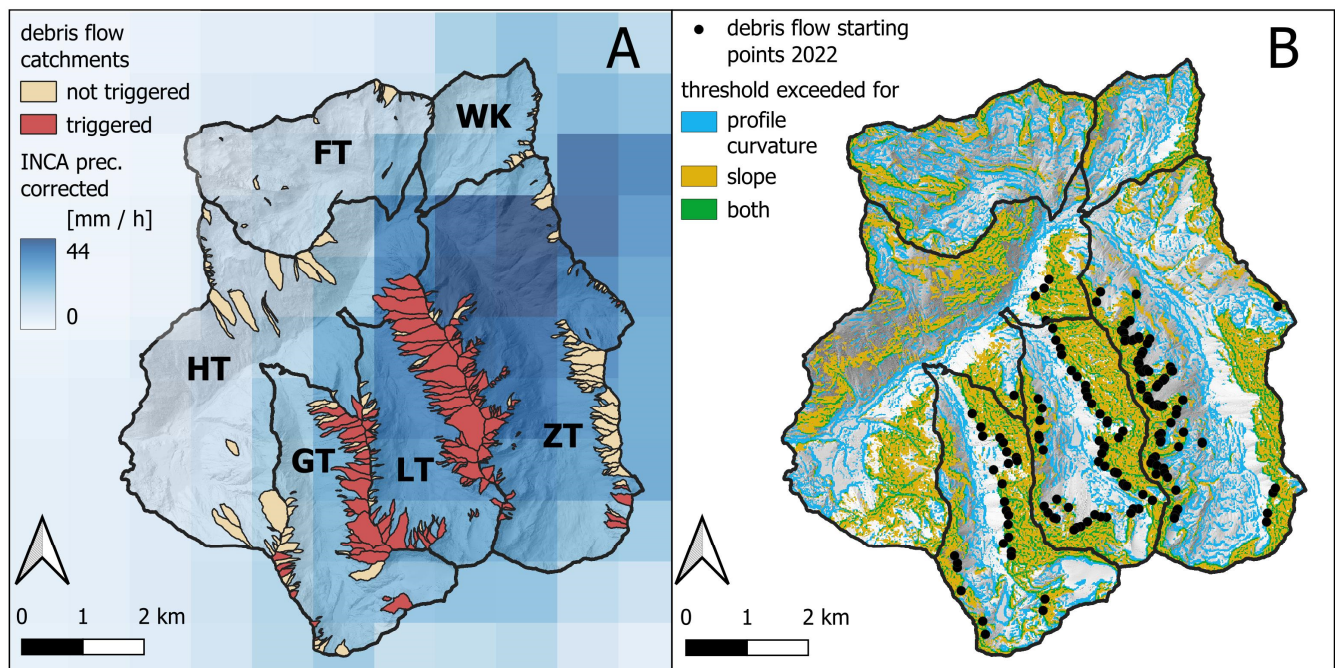 debris flow
catchments
not triggered
triggered
INCA prec.
corrected
[mm / h]
44
0
A
FT
WK
HT
GT
LT
ZT
0 1 2 km
debris flow starting
points 2022
threshold exceeded for
profile
curvature
slope
both
B
0 1 2 km